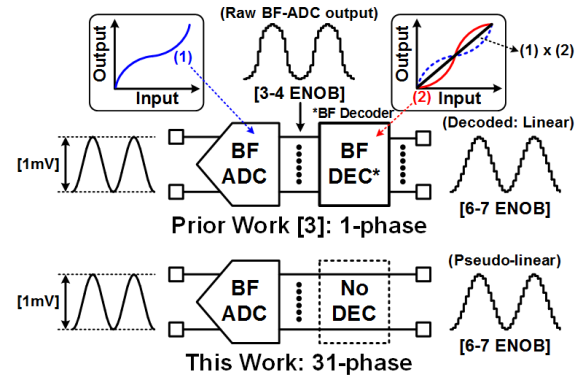 (Raw BF-ADC output)
Output
Input
(1)
[3-4 ENOB]
Output
Input
(2)
(1) x (2)
*BF Decoder
(Decoded: Linear)
[1mV]
BF
ADC
BF
DEC*
[6-7 ENOB]
Prior Work [3]: 1-phase
(Pseudo-linear)
[1mV]
BF
ADC
No
DEC
[6-7 ENOB]
This Work: 31-phase